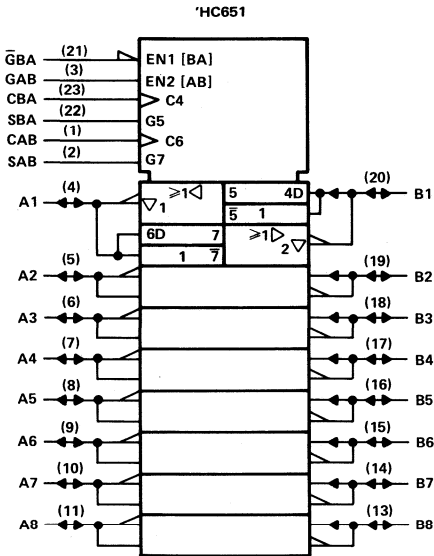 'HC651
G̅BA (21) EN1 [BA]
GAB (3) EN2 [AB]
CBA (23) C4
SBA (22) G5
CAB (1) C6
SAB (2) G7
A1 (4) ▽1 ≥1◁ 5 4D (20) B1
5̅ 1
6D 7 ≥1▷
1 7̅ 2▽
A2 (5) (19) B2
A3 (6) (18) B3
A4 (7) (17) B4
A5 (8) (16) B5
A6 (9) (15) B6
A7 (10) (14) B7
A8 (11) (13) B8